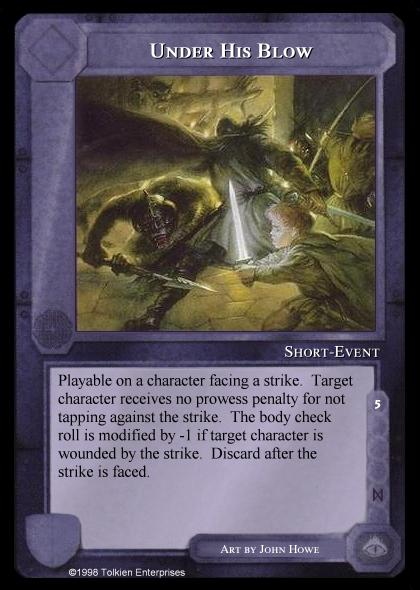 Under His Blow
Short-Event
Playable on a character facing a strike. Target
character receives no prowess penalty for not
tapping against the strike. The body check
roll is modified by -1 if target character is
wounded by the strike. Discard after the
strike is faced.
5
Art by John Howe
©1998 Tolkien Enterprises